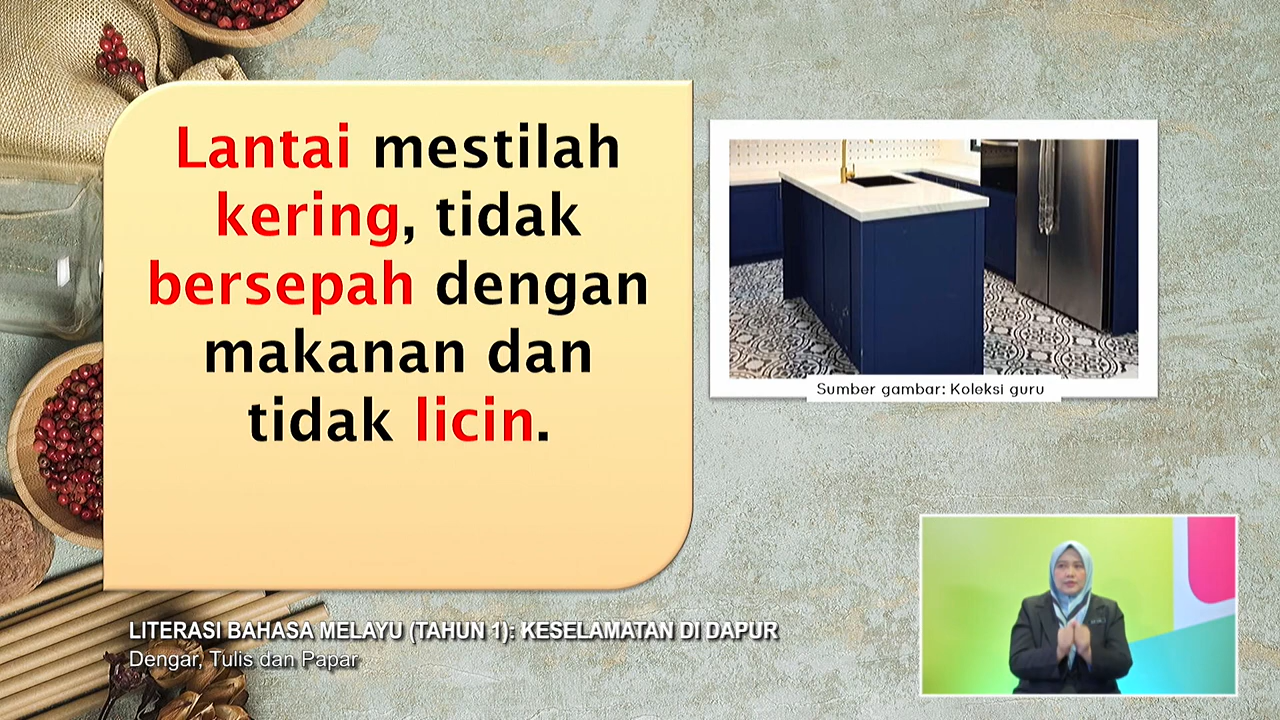 Lantai mestilah
kering, tidak
bersepah dengan
makanan dan
tidak licin.
Sumber gambar: Koleksi guru
LITERASI BAHASA MELAYU (TAHUN 1): KESELAMATAN DI DAPUR
Dengar, Tulis dan Papar